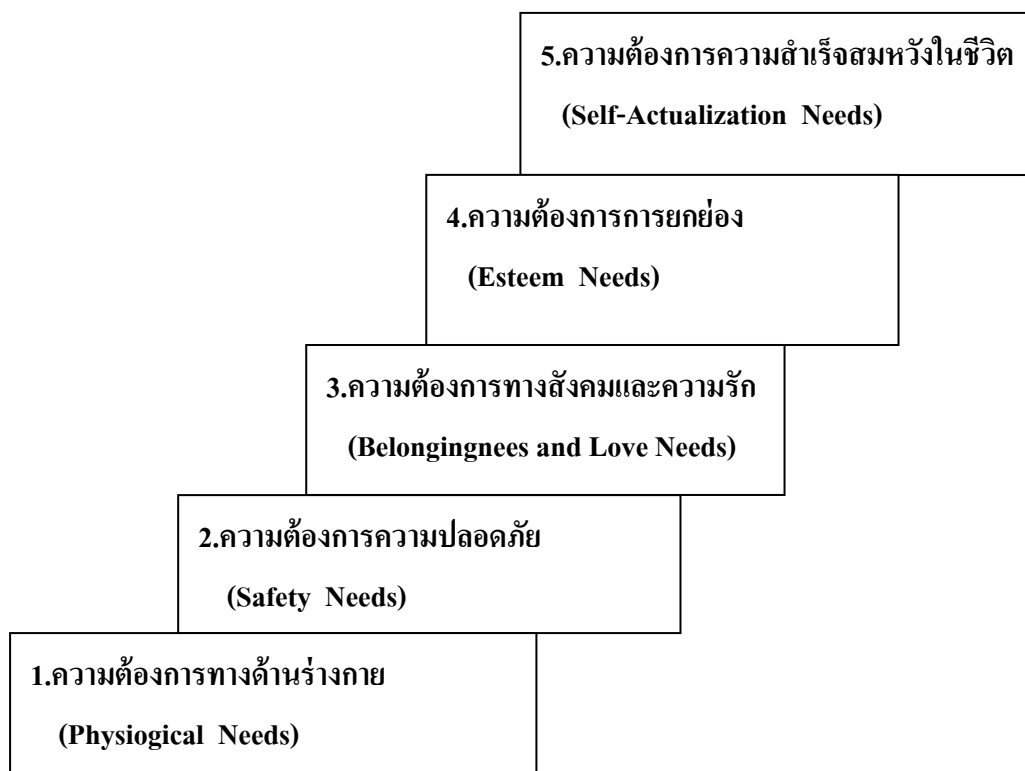 5.ความต้องการความสำเร็จสมหวังในชีวิต
(Self-Actualization Needs)
4.ความต้องการการยกย่อง
(Esteem Needs)
3.ความต้องการทางสังคมและความรัก
(Belongingnees and Love Needs)
2.ความต้องการความปลอดภัย
(Safety Needs)
1.ความต้องการทางด้านร่างกาย
(Physiogical Needs)